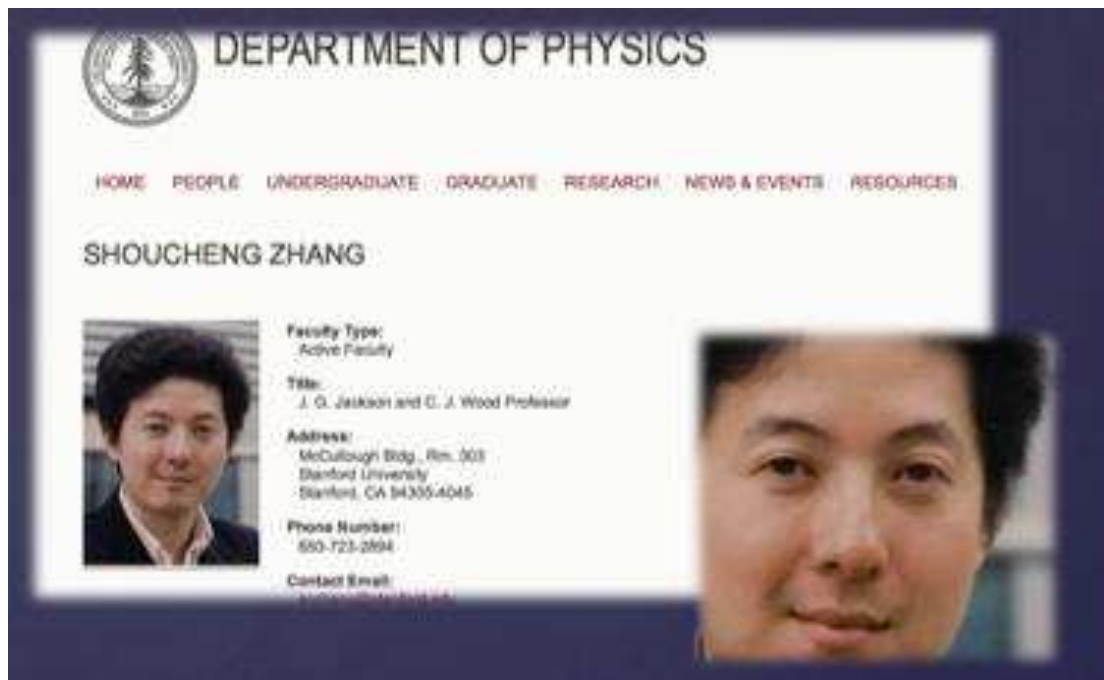 DEPARTMENT OF PHYSICS
HOME PEOPLE UNDERGRADUATE GRADUATE RESEARCH NEWS & EVENTS RESOURCES
SHOUCHENG ZHANG
Faculty Type:
Active Faculty
Title:
J. G. Jackson and C. J. Wood Professor
Address:
McCullough Bldg., Rm. 003
Stanford University
Stanford, CA 94305-4045
Phone Number:
650-723-2894
Contact Email: